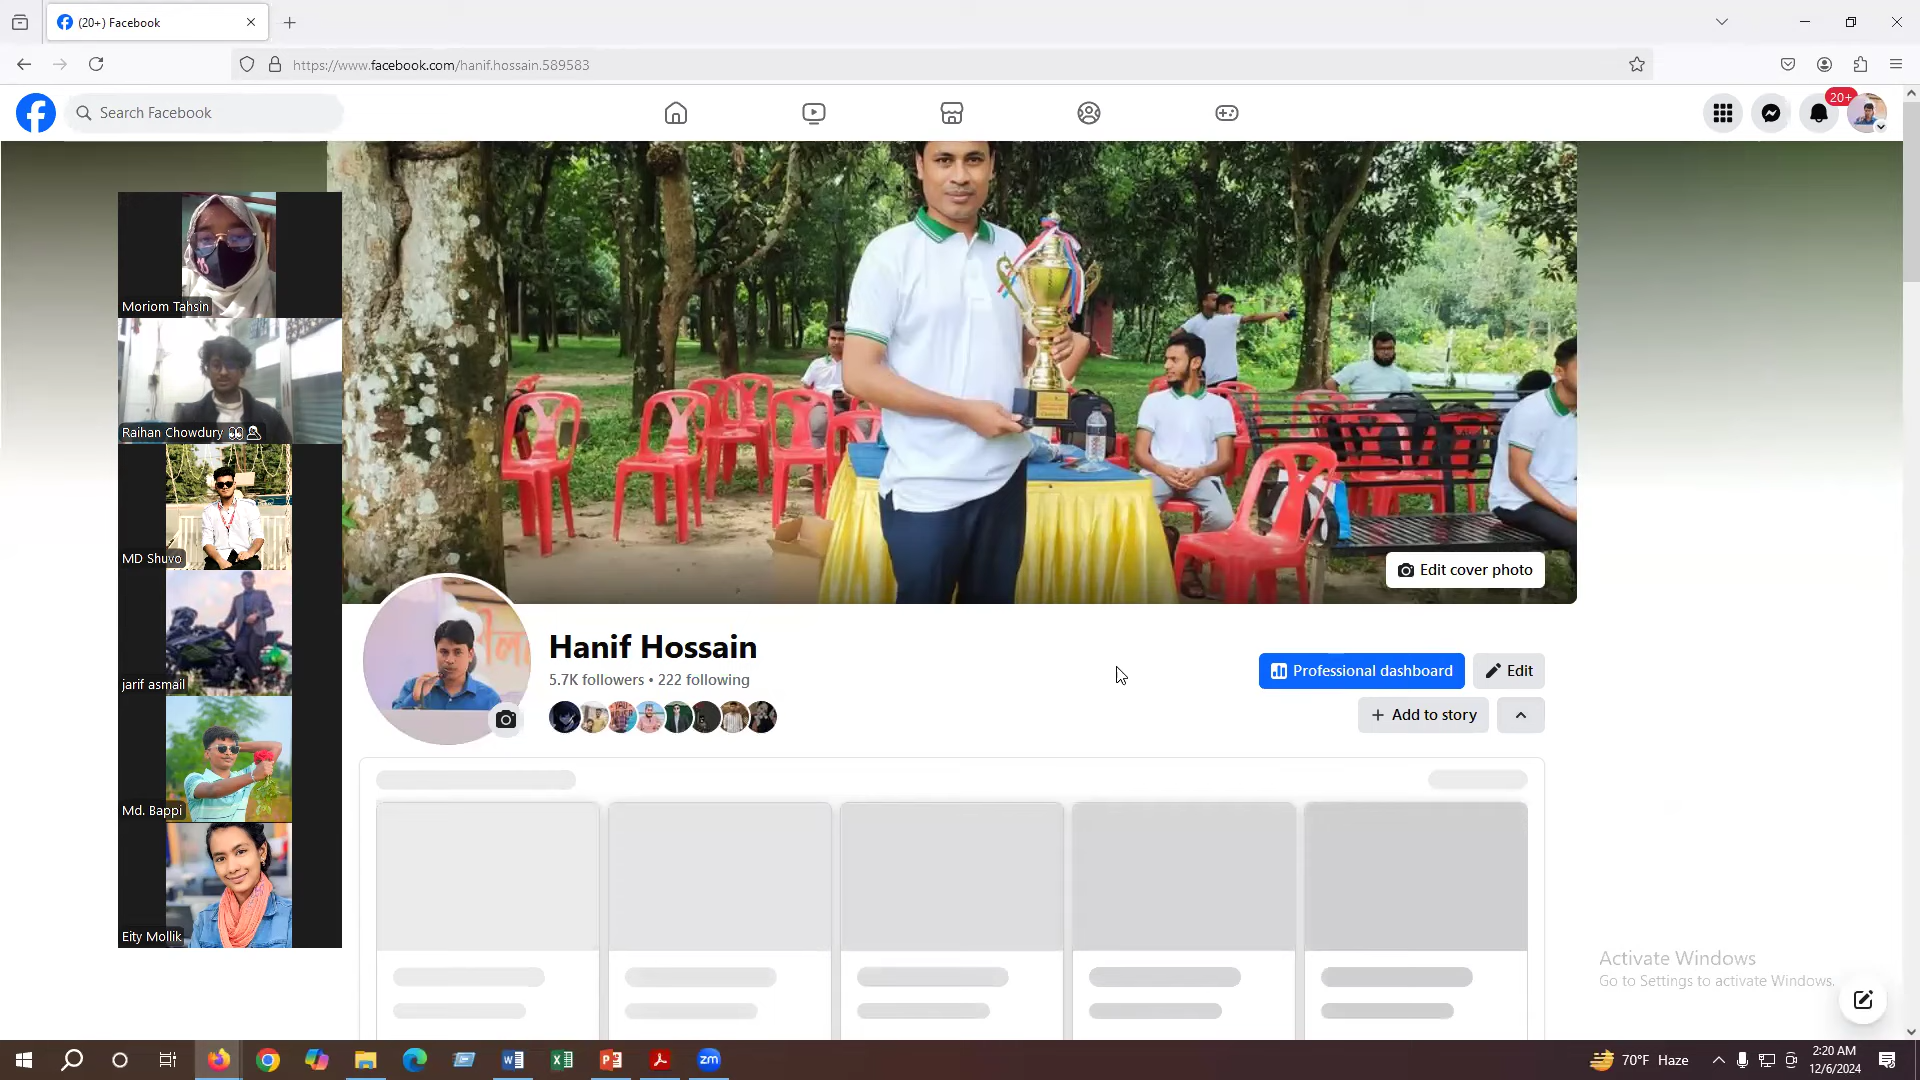 (20+) Facebook
https://www.facebook.com/hanif.hossain.589583
Search Facebook
20+
Moriom Tahsin
Raihan Chowdury
MD Shuvo
jarif asmail
Md. Bappi
Eity Mollik
Edit cover photo
Hanif Hossain
5.7K followers • 222 following
Professional dashboard
Edit
+ Add to story
Activate Windows
Go to Settings to activate Windows.
zm
70°F Haze
2:20 AM
12/6/2024